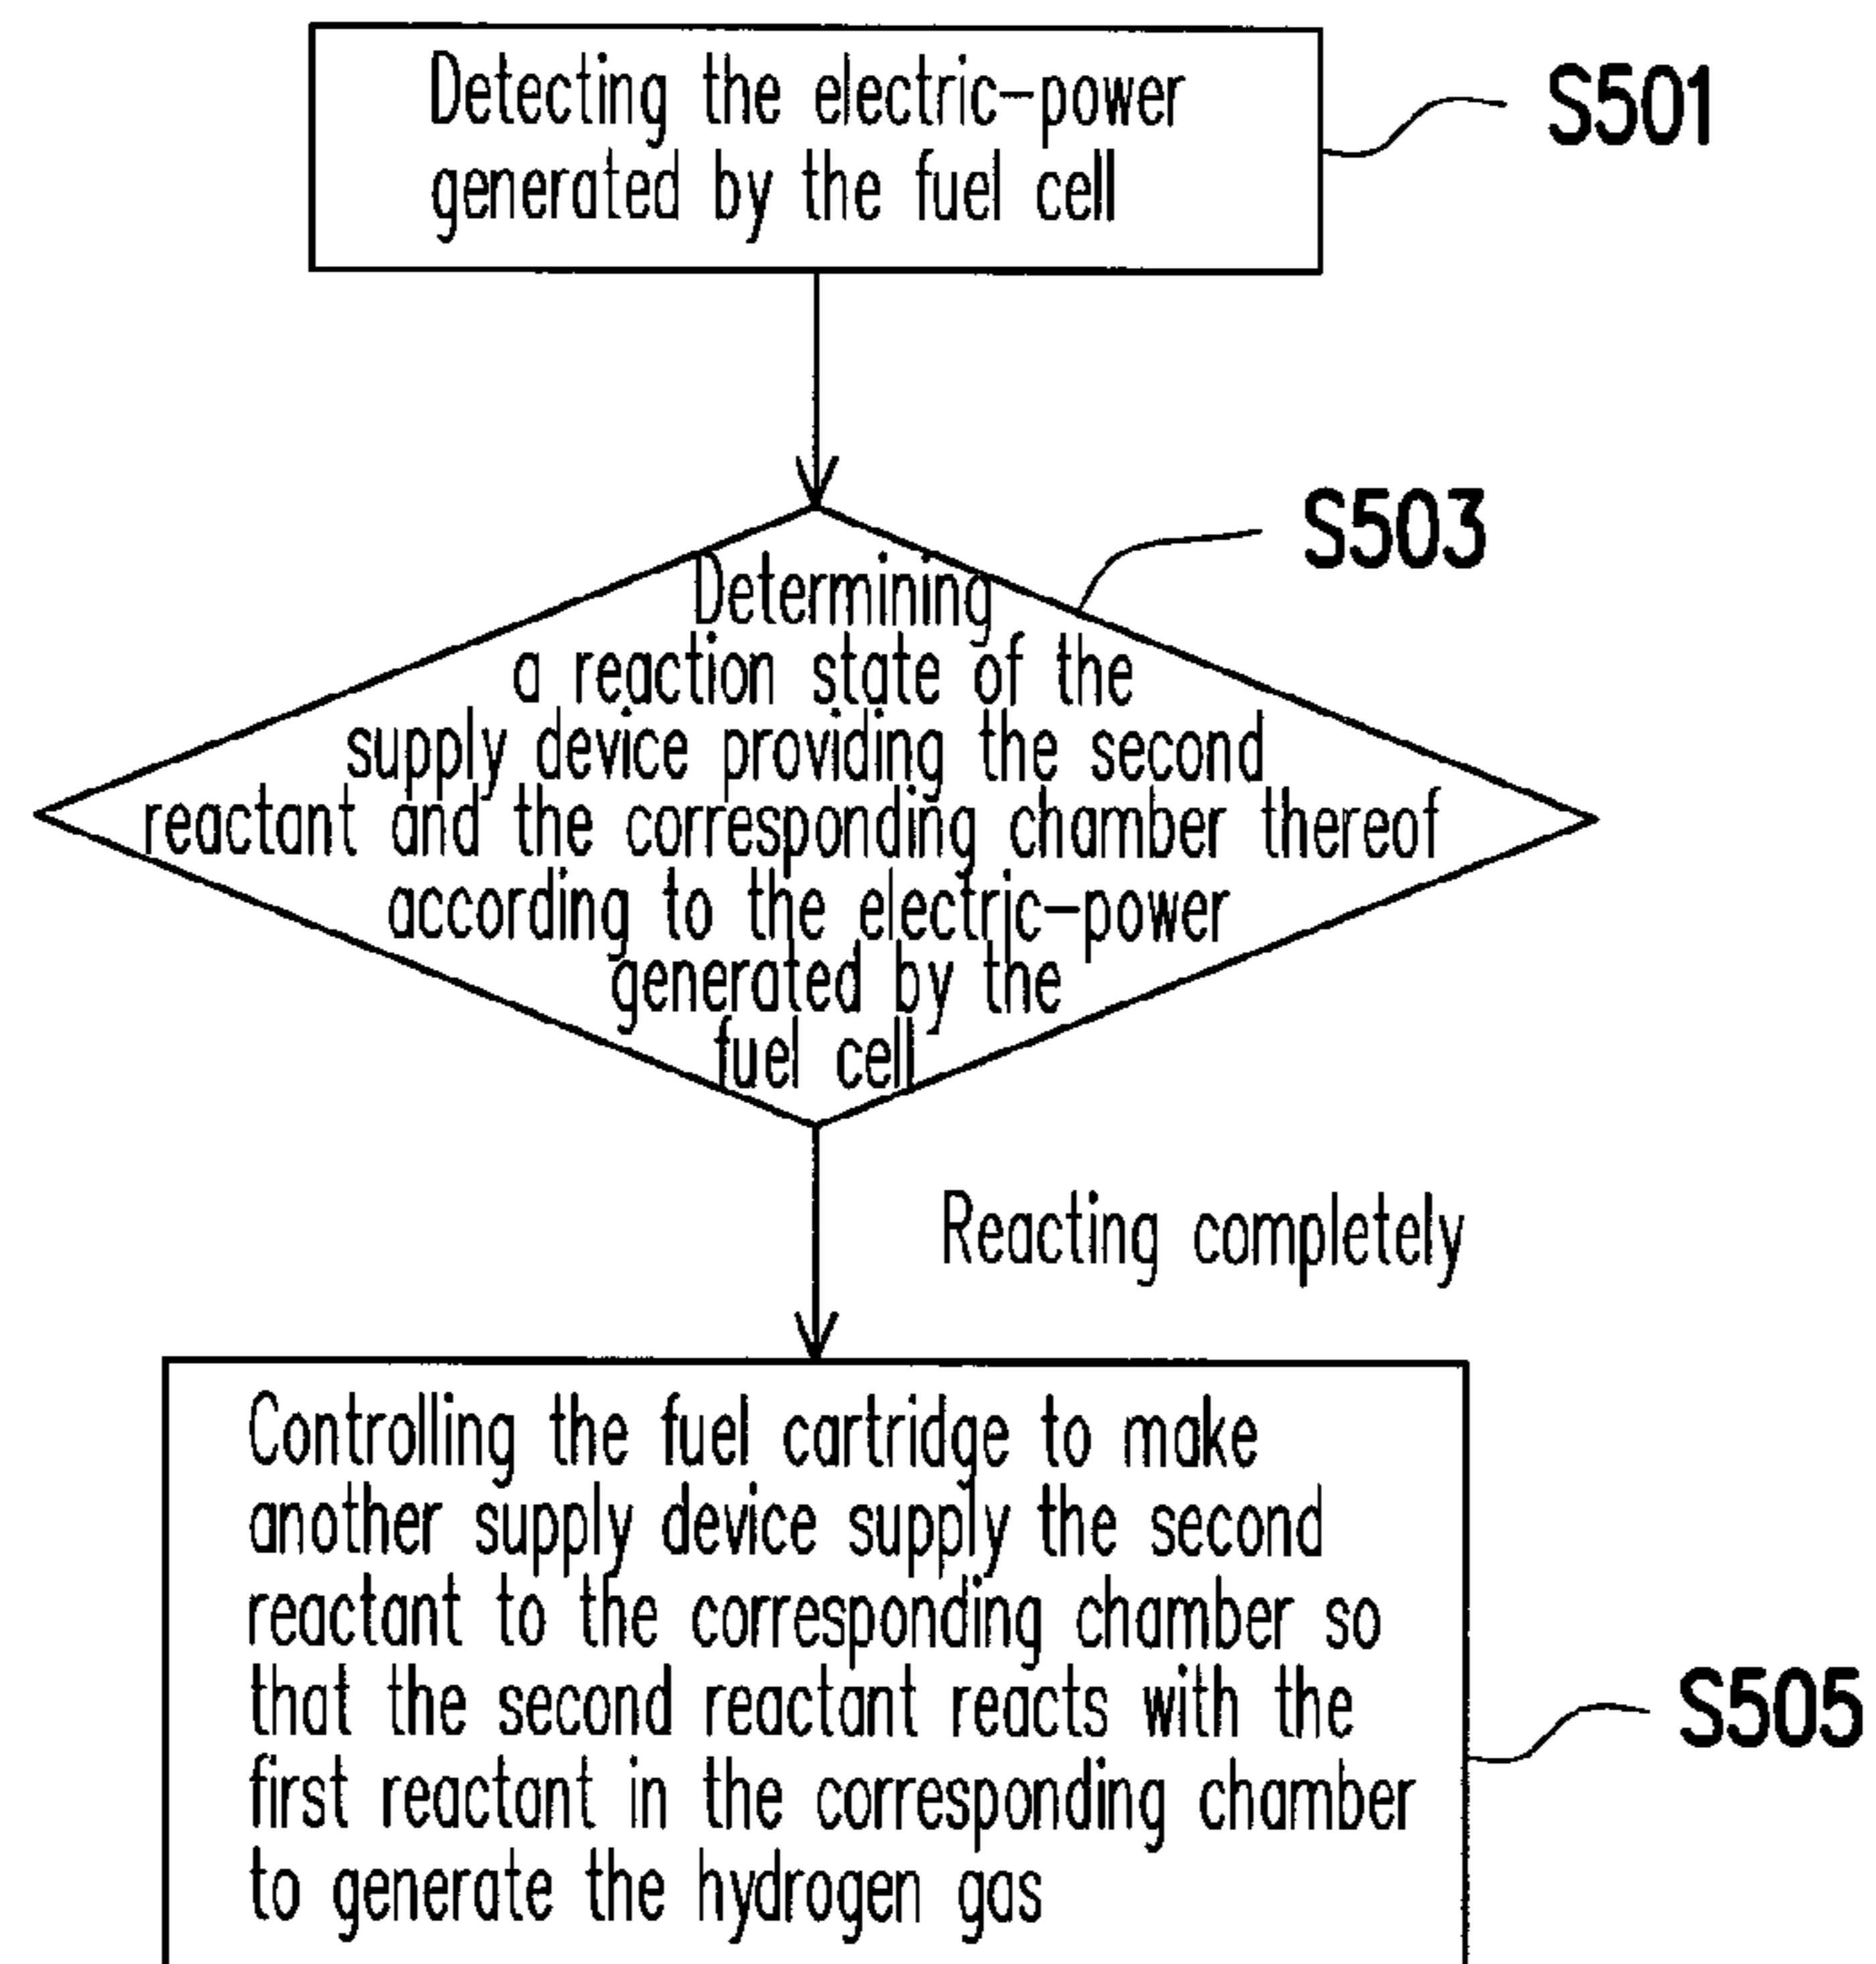 Detecting the electric-power
generated by the fuel cell
S501
S503
Determining
a reaction state of the
supply device providing the second
reactant and the corresponding chamber thereof
according to the electric-power
generated by the
fuel cell
Reacting completely
Controlling the fuel cartridge to make
another supply device supply the second
reactant to the corresponding chamber so
that the second reactant reacts with the
first reactant in the corresponding chamber
to generate the hydrogen gas
S505